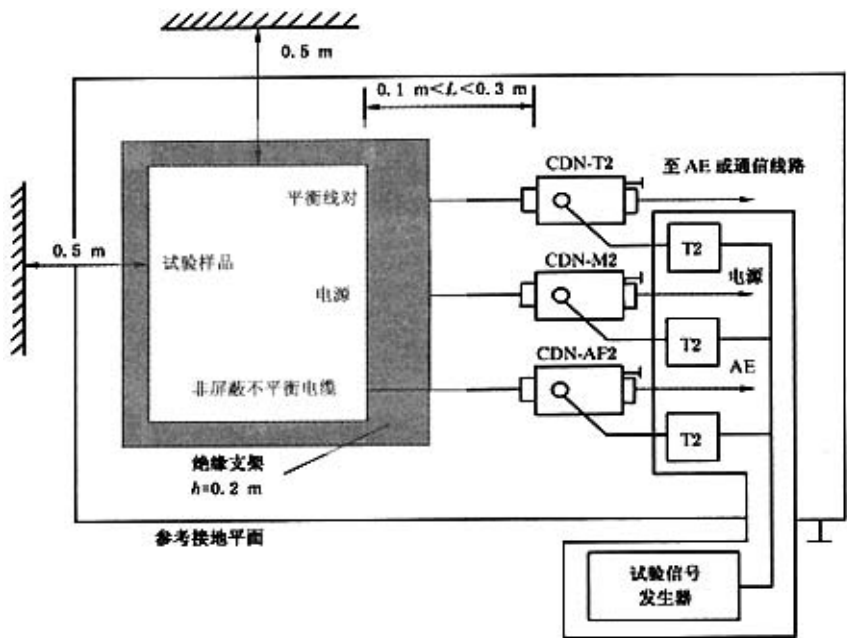 0.5 m
0.1 m<L<0.3 m
CDN-T2
至 AE 或通信线路
平衡线对
T2
0.5 m
试验样品
CDN-M2
电源
电源
T2
CDN-AF2
AE
非屏蔽不平衡电缆
T2
绝缘支架
h=0.2 m
参考接地平面
试验信号
发生器